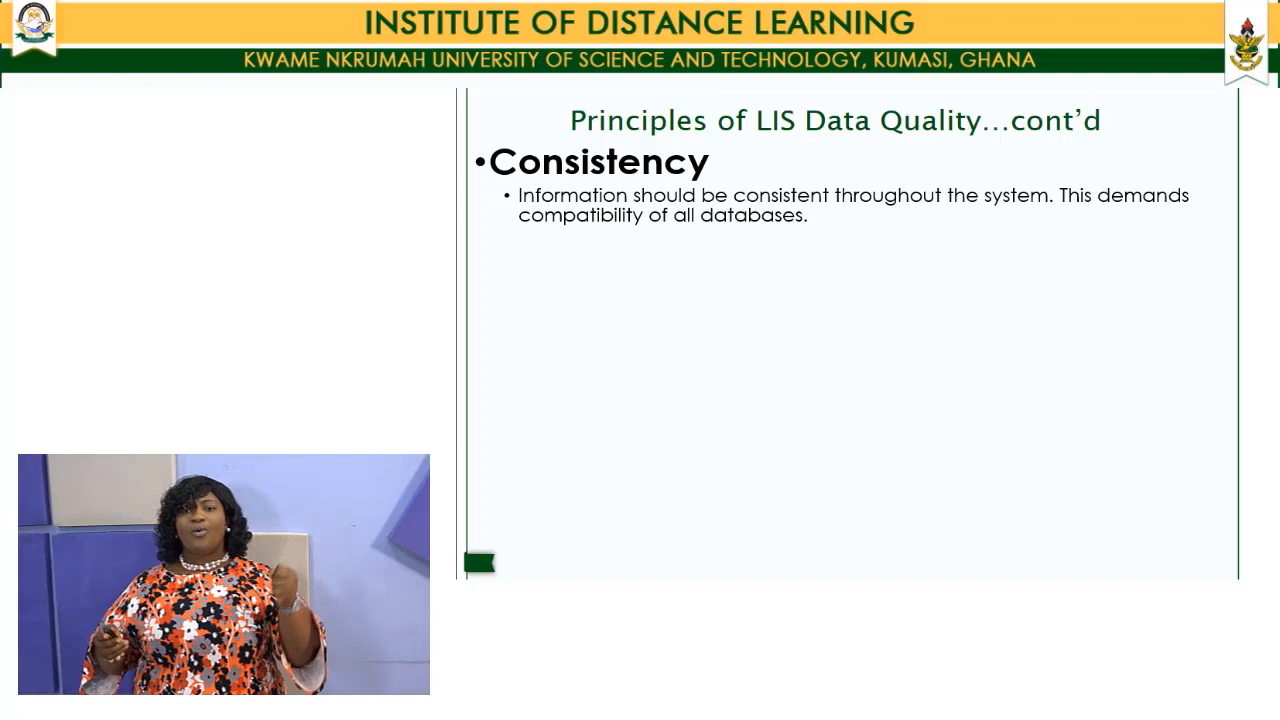 INSTITUTE OF DISTANCE LEARNING
KWAME NKRUMAH UNIVERSITY OF SCIENCE AND TECHNOLOGY, KUMASI, GHANA
Principles of LIS Data Quality…cont’d
•Consistency
• Information should be consistent throughout the system. This demands
compatibility of all databases.